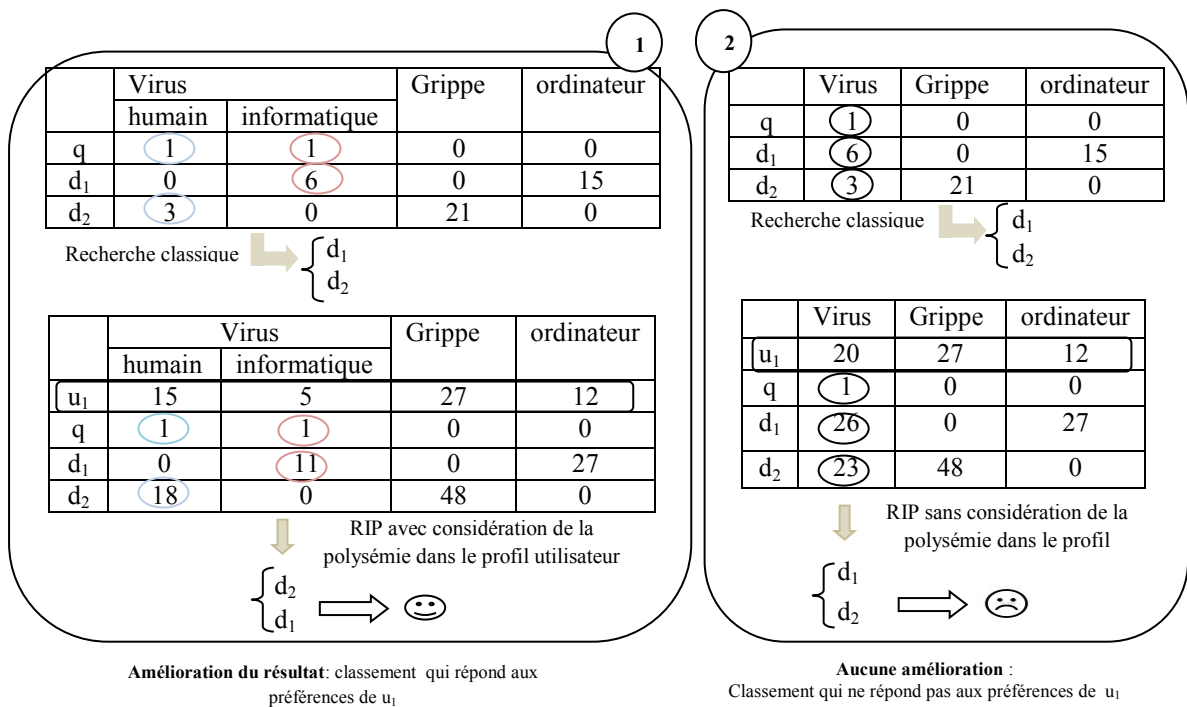 1
Virus Grippe ordinateur
humain informatique
q 1 1 0 0
d1 0 6 0 15
d2 3 0 21 0
Recherche classique
d1
d2
Virus Grippe ordinateur
humain informatique
u1 15 5 27 12
q 1 1 0 0
d1 0 11 0 27
d2 18 0 48 0
RIP avec considération de la
polysémie dans le profil utilisateur
d2
d1
Amélioration du résultat: classement qui répond aux
préférences de u1
2
Virus Grippe ordinateur
q 1 0 0
d1 6 0 15
d2 3 21 0
Recherche classique
d1
d2
Virus Grippe ordinateur
u1 20 27 12
q 1 0 0
d1 26 0 27
d2 23 48 0
RIP sans considération de la
polysémie dans le profil
d1
d2
Aucune amélioration :
Classement qui ne répond pas aux préférences de u1